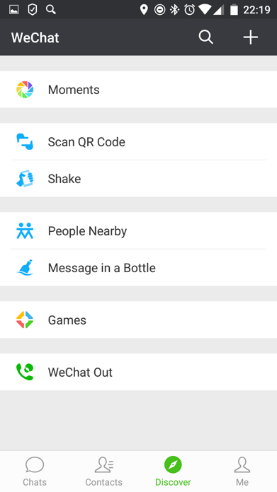 22:19
WeChat
Moments
Scan QR Code
Shake
People Nearby
Message in a Bottle
Games
WeChat Out
Chats Contacts Discover Me